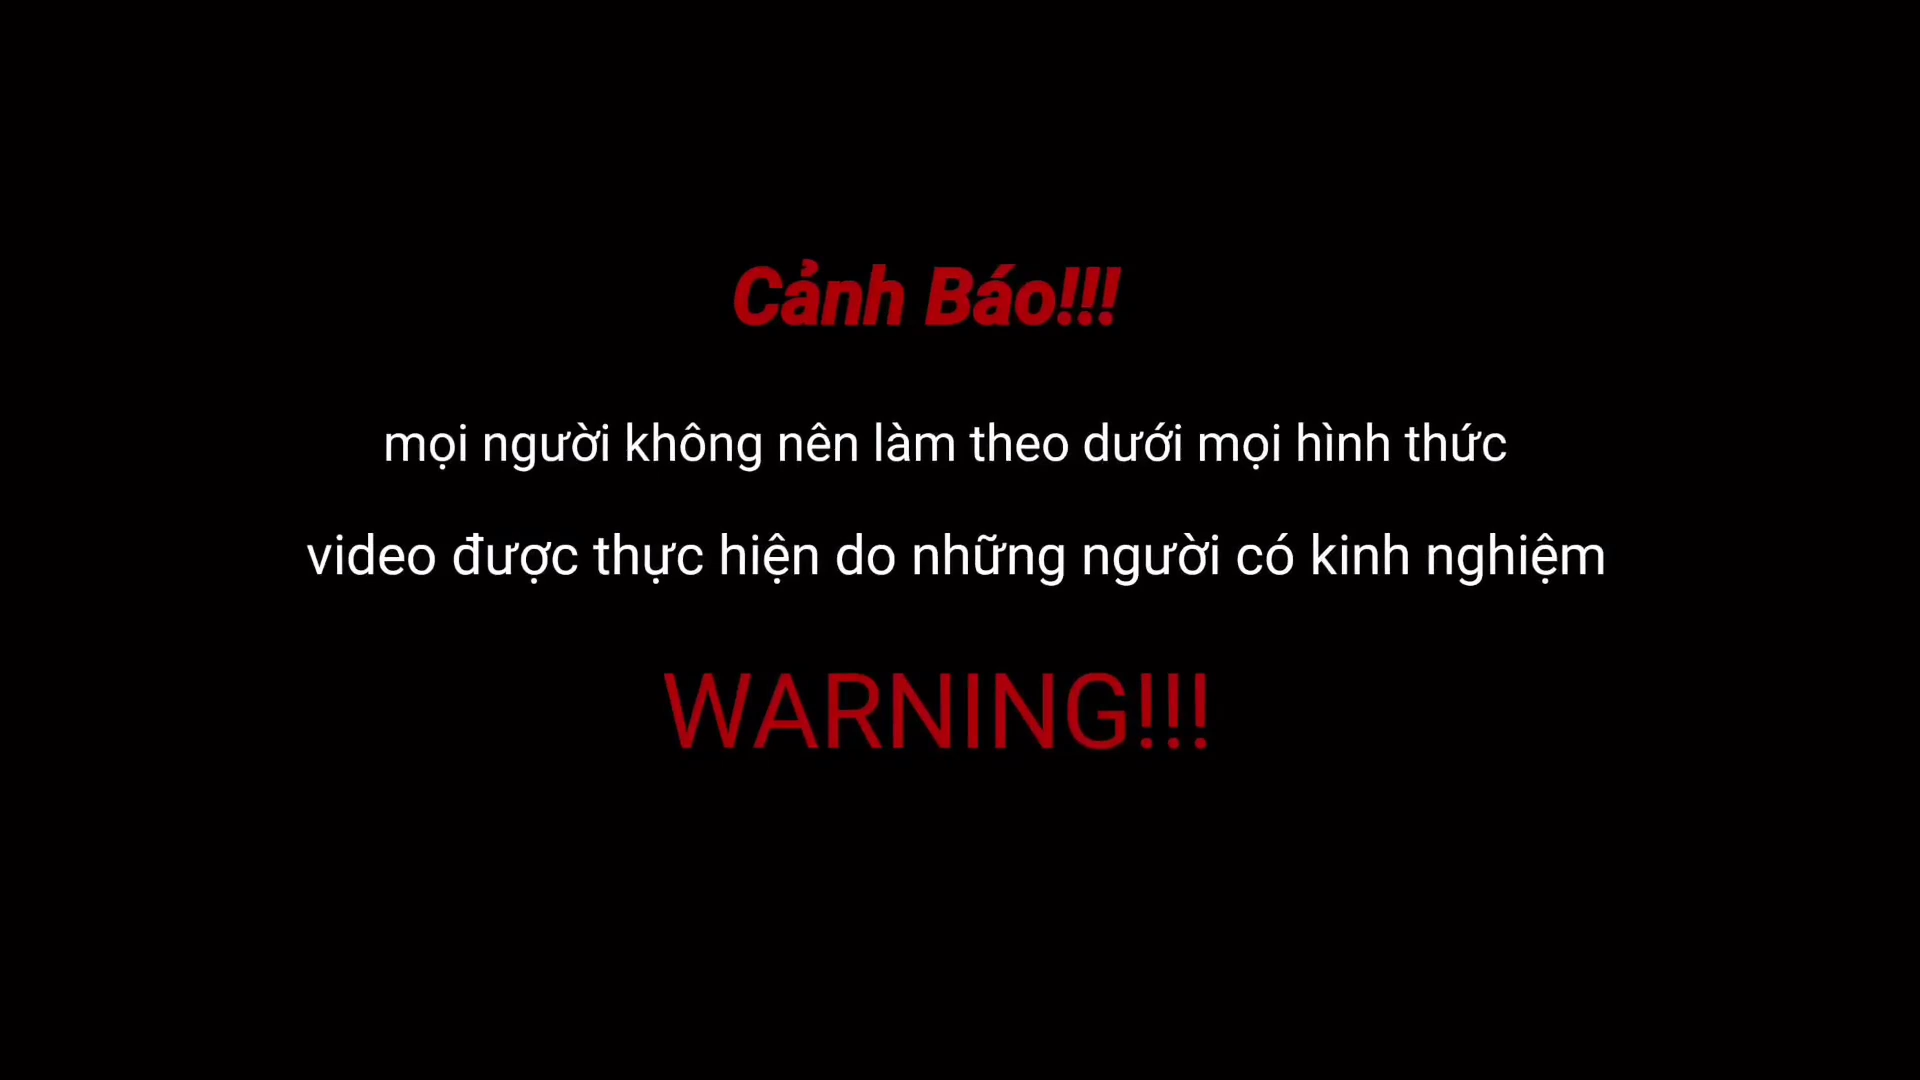 Cảnh Báo!!!
mọi người không nên làm theo dưới mọi hình thức
video được thực hiện do những người có kinh nghiệm
WARNING!!!